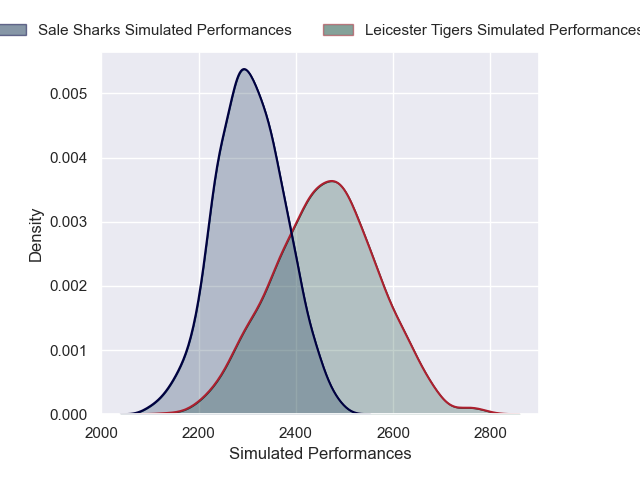 Sale Sharks Simulated Performances
Leicester Tigers Simulated Performances
0.005
0.004
0.003
0.002
0.001
0.000
Density
2000 2200 2400 2600 2800
Simulated Performances